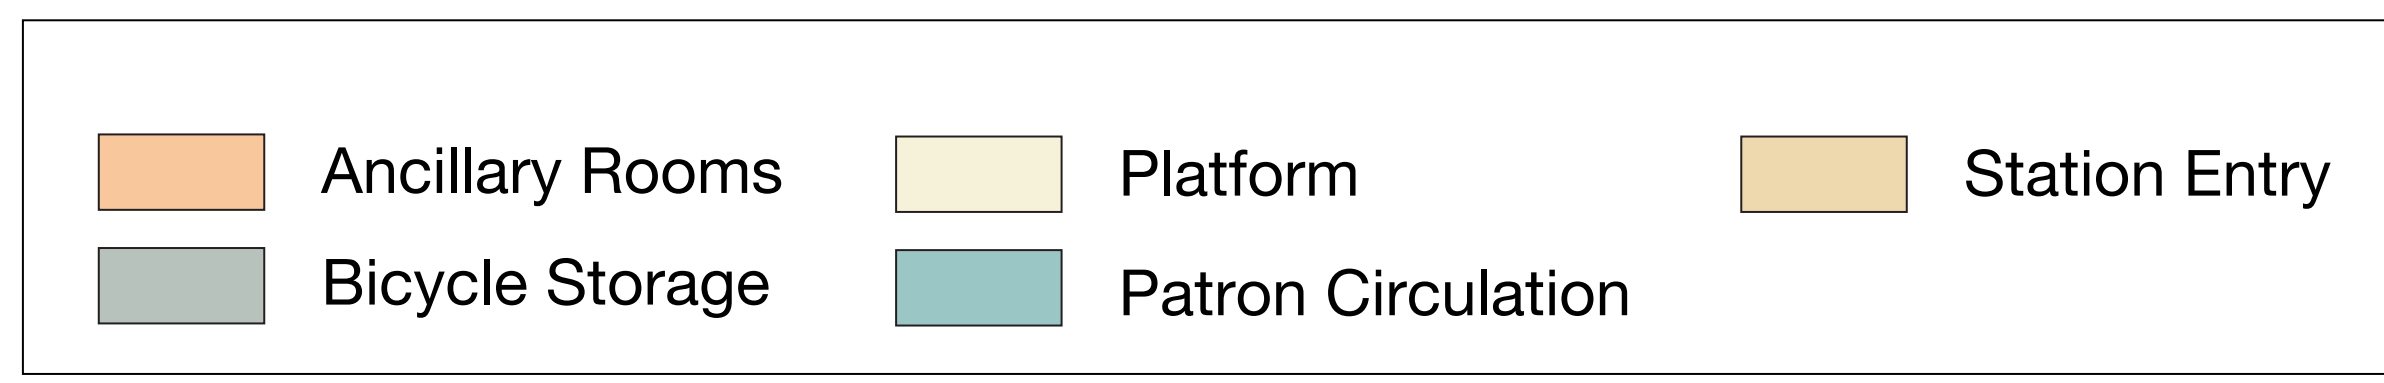 Ancillary Rooms
Bicycle Storage
Platform
Patron Circulation
Station Entry